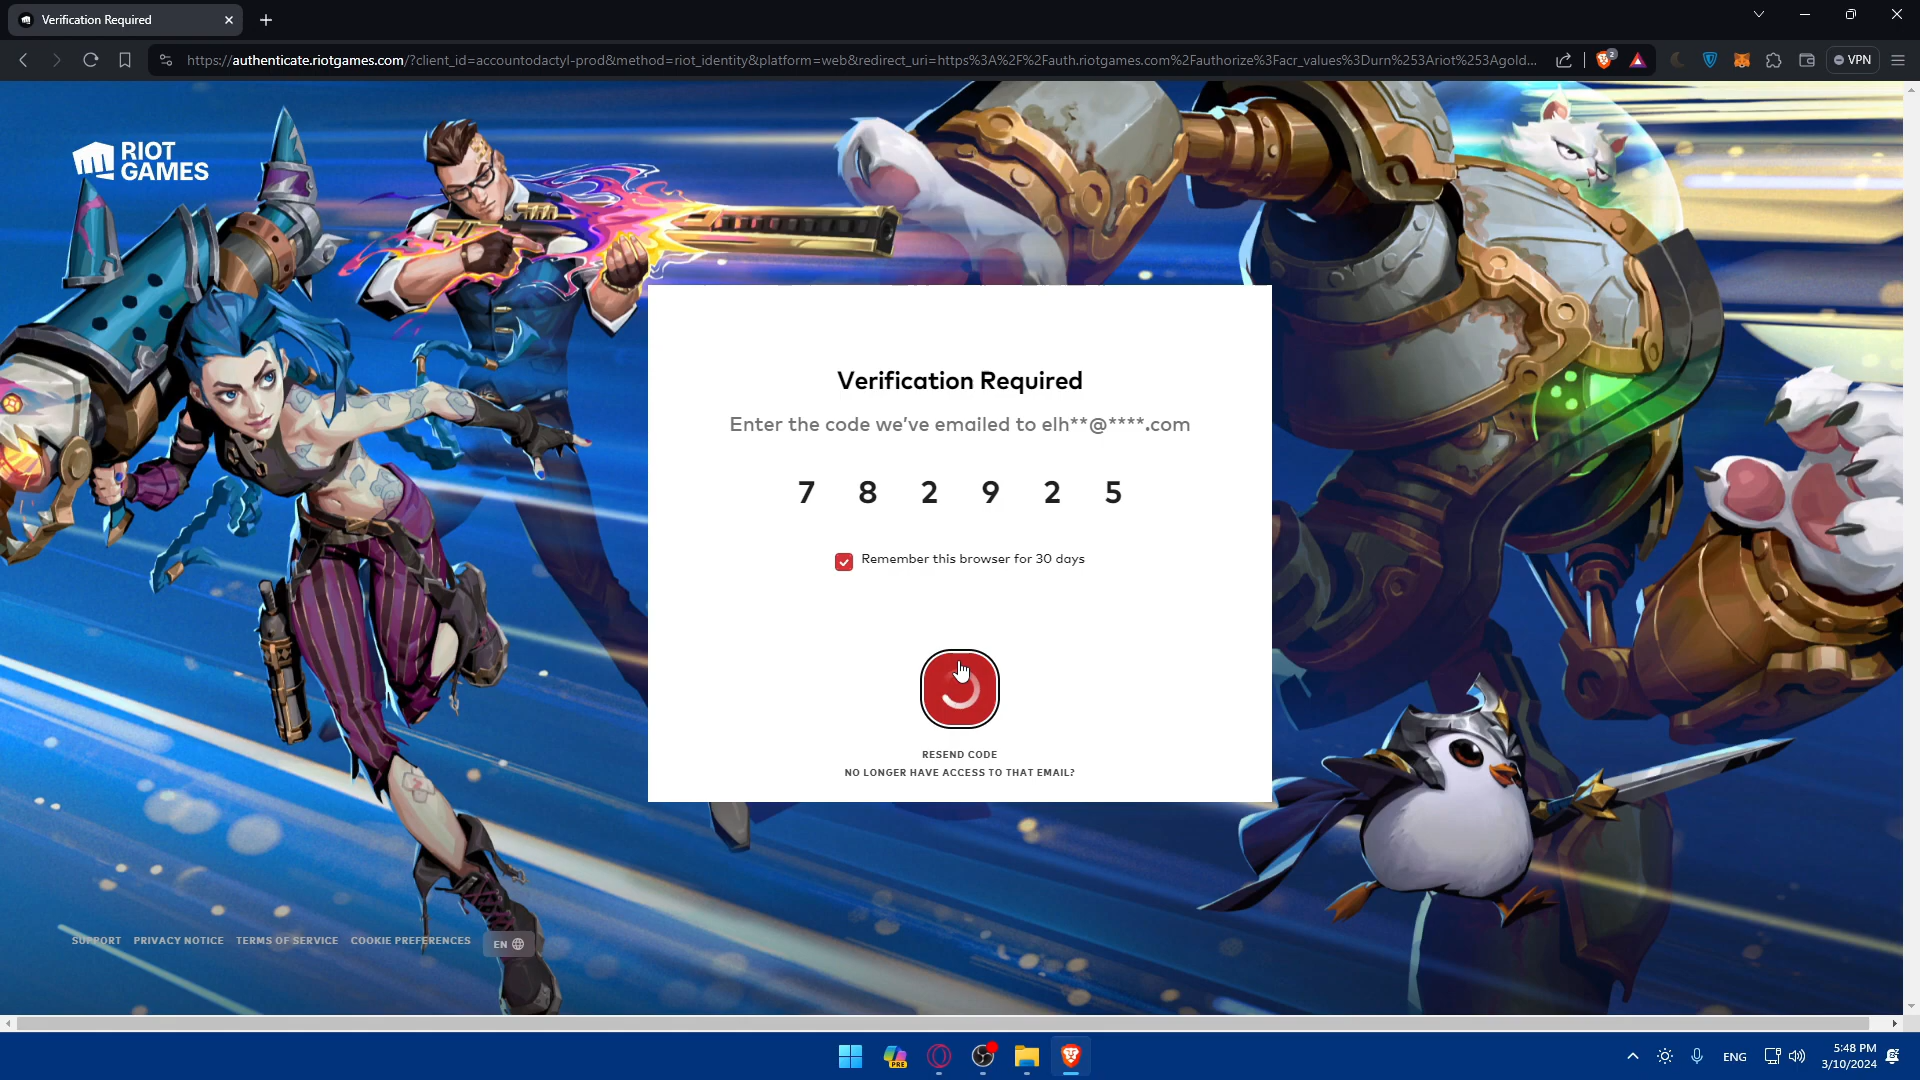 Verification Required
https://authenticate.riotgames.com/?client_id=accountodactyl-prod&method=riot_identity&platform=web&redirect_uri=https%3A%2F%2Fauth.riotgames.com%2Fauthorize%3Facr_values%3Durn%253Ariot%253Agold...
2
VPN
RIOT
GAMES
Verification Required
Enter the code we've emailed to elh**@****.com
7 8 2 9 2 5
Remember this browser for 30 days
RESEND CODE
NO LONGER HAVE ACCESS TO THAT EMAIL?
SUPPORT PRIVACY NOTICE TERMS OF SERVICE COOKIE PREFERENCES EN
PRE
ENG
5:48 PM
3/10/2024